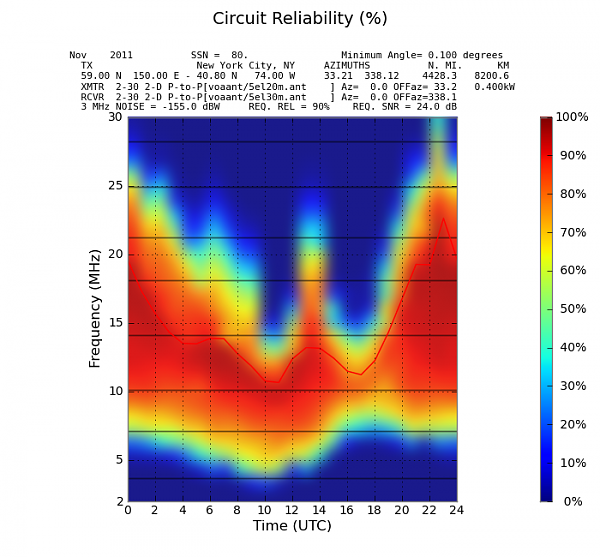 Circuit Reliability (%)
Nov 2011 SSN = 80. Minimum Angle= 0.100 degrees
TX New York City, NY AZIMUTHS N. MI. KM
59.00 N 150.00 E - 40.80 N 74.00 W 33.21 338.12 4428.3 8200.6
XMTR 2-30 2-D P-to-P[voaant/5el20m.ant ] Az= 0.0 OFFaz= 33.2 0.400kW
RCVR 2-30 2-D P-to-P[voaant/5el30m.ant ] Az= 0.0 OFFaz=338.1
3 MHz NOISE = -155.0 dBW REQ. REL = 90% REQ. SNR = 24.0 dB
30
25
20
15
10
5
2
Frequency (MHz)
0 2 4 6 8 10 12 14 16 18 20 22 24
Time (UTC)
100%
90%
80%
70%
60%
50%
40%
30%
20%
10%
0%